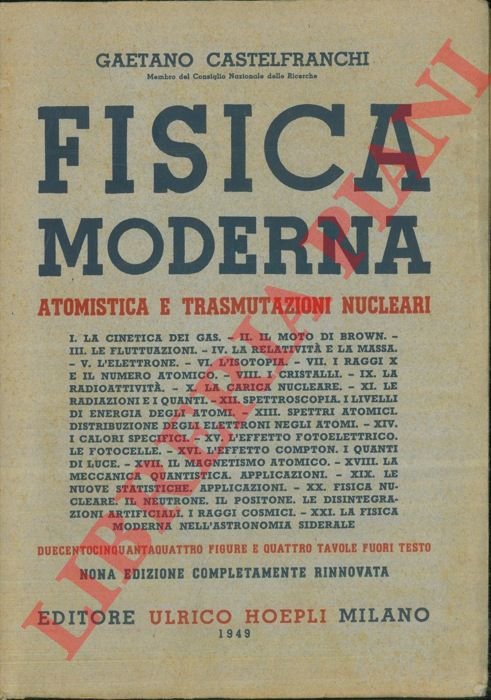 GAETANO CASTELFRANCHI
Membro del Consiglio Nazionale delle Ricerche
FISICA
MODERNA
ATOMISTICA E TRASMUTAZIONI NUCLEARI
I. LA CINETICA DEI GAS. – II. IL MOTO DI BROWN. –
III. LE FLUTTUAZIONI. – IV. LA RELATIVITÀ E LA MASSA.
– V. L'ELETTRONE. – VI. L'ISOTOPIA. – VII. I RAGGI X
E IL NUMERO ATOMICO. – VIII. I CRISTALLI. – IX. LA
RADIOATTIVITÀ. – X. LA CARICA NUCLEARE. – XI. LE
RADIAZIONI E I QUANTI. – XII. SPETTROSCOPIA. I LIVELLI
DI ENERGIA DEGLI ATOMI. – XIII. SPETTRI ATOMICI.
DISTRIBUZIONE DEGLI ELETTRONI NEGLI ATOMI. – XIV.
I CALORI SPECIFICI. – XV. L'EFFETTO FOTOELETTRICO.
LE FOTOCELLE. – XVI. L'EFFETTO COMPTON. I QUANTI
DI LUCE. – XVII. IL MAGNETISMO ATOMICO. – XVIII. LA
MECCANICA QUANTISTICA. APPLICAZIONI. – XIX. LE
NUOVE STATISTICHE. APPLICAZIONI. – XX. FISICA NU-
CLEARE. IL NEUTRONE. IL POSITONE. LE DISINTEGRA-
ZIONI ARTIFICIALI. I RAGGI COSMICI. – XXI. LA FISICA
MODERNA NELL'ASTRONOMIA SIDERALE
DUECENTOCINQUANTAQUATTRO FIGURE E QUATTRO TAVOLE FUORI TESTO
NONA EDIZIONE COMPLETAMENTE RINNOVATA
EDITORE ULRICO HOEPLI MILANO
1949
LIBRERIA PIANI